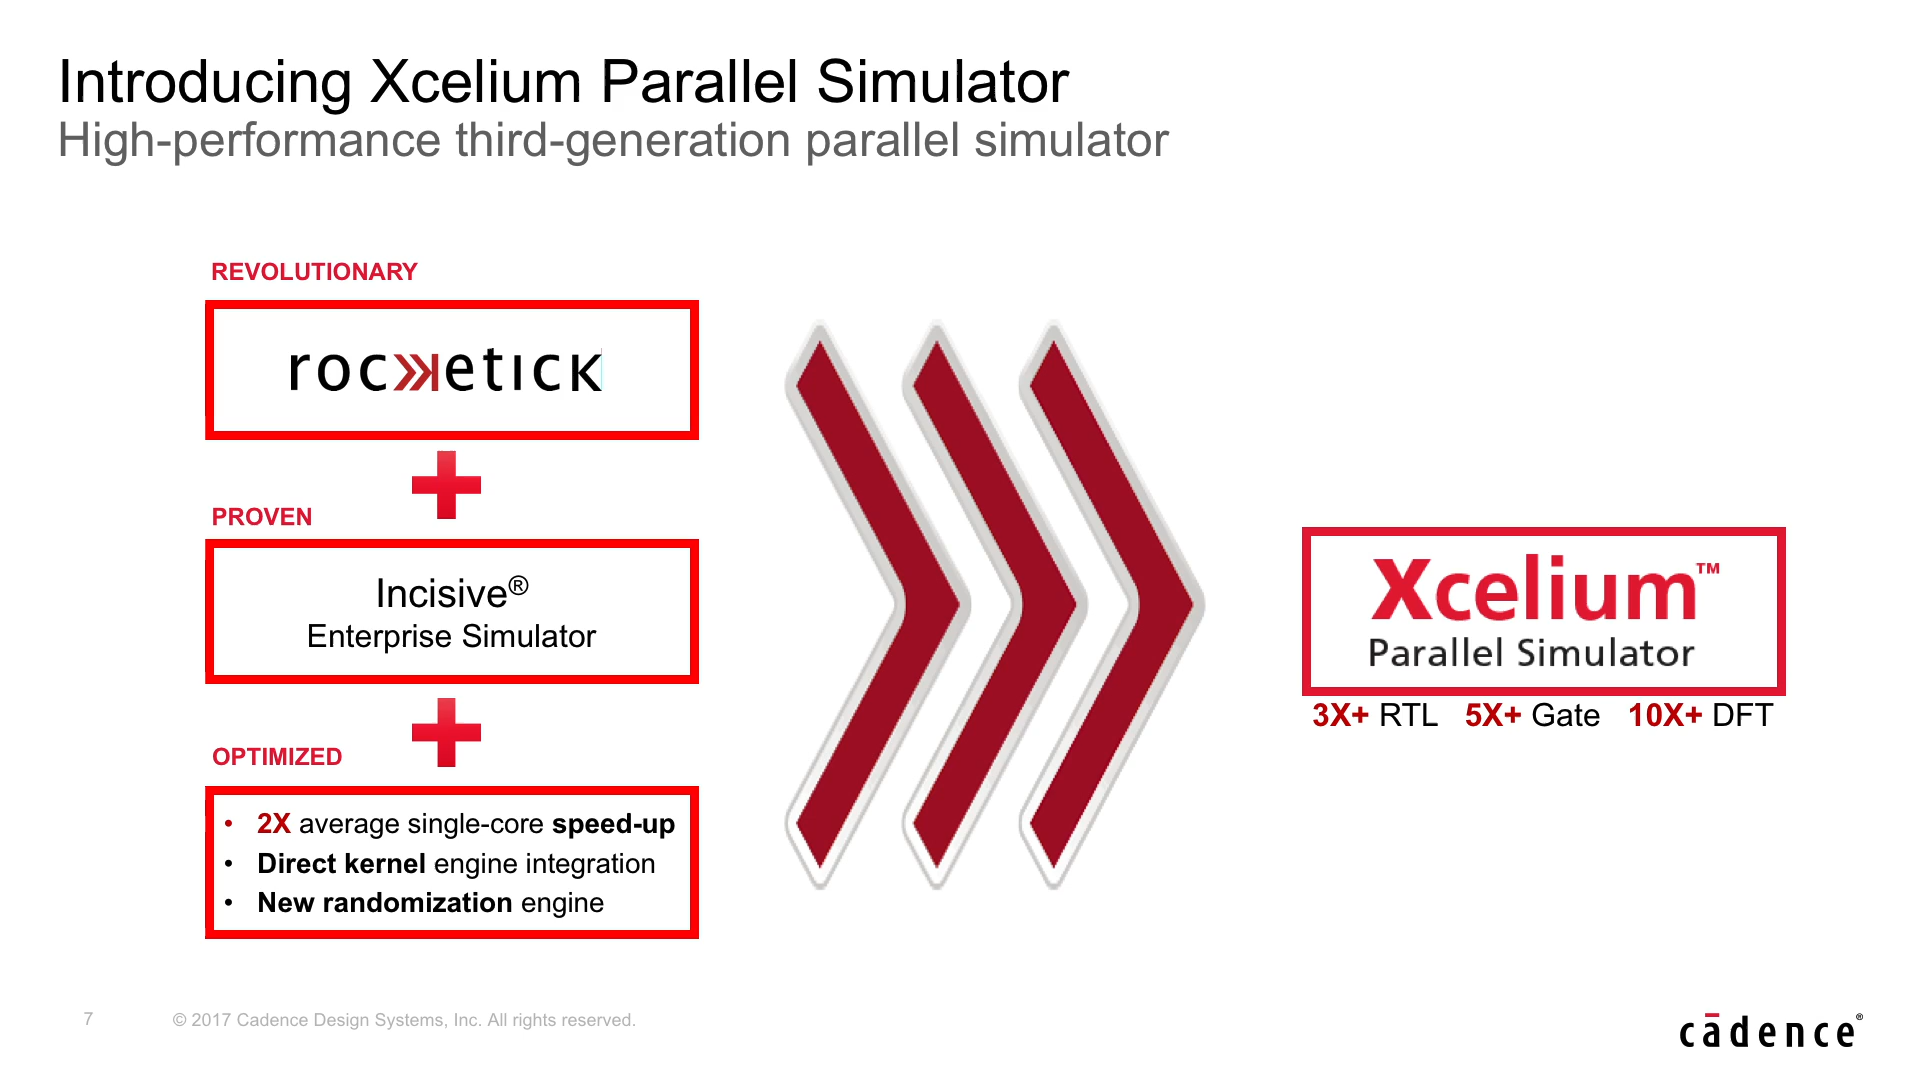 Introducing Xcelium Parallel Simulator
High-performance third-generation parallel simulator
REVOLUTIONARY
rocketick
PROVEN
Incisive®
Enterprise Simulator
OPTIMIZED
• 2X average single-core speed-up
• Direct kernel engine integration
• New randomization engine
Xcelium™
Parallel Simulator
3X+ RTL 5X+ Gate 10X+ DFT
7 © 2017 Cadence Design Systems, Inc. All rights reserved.
cādence®